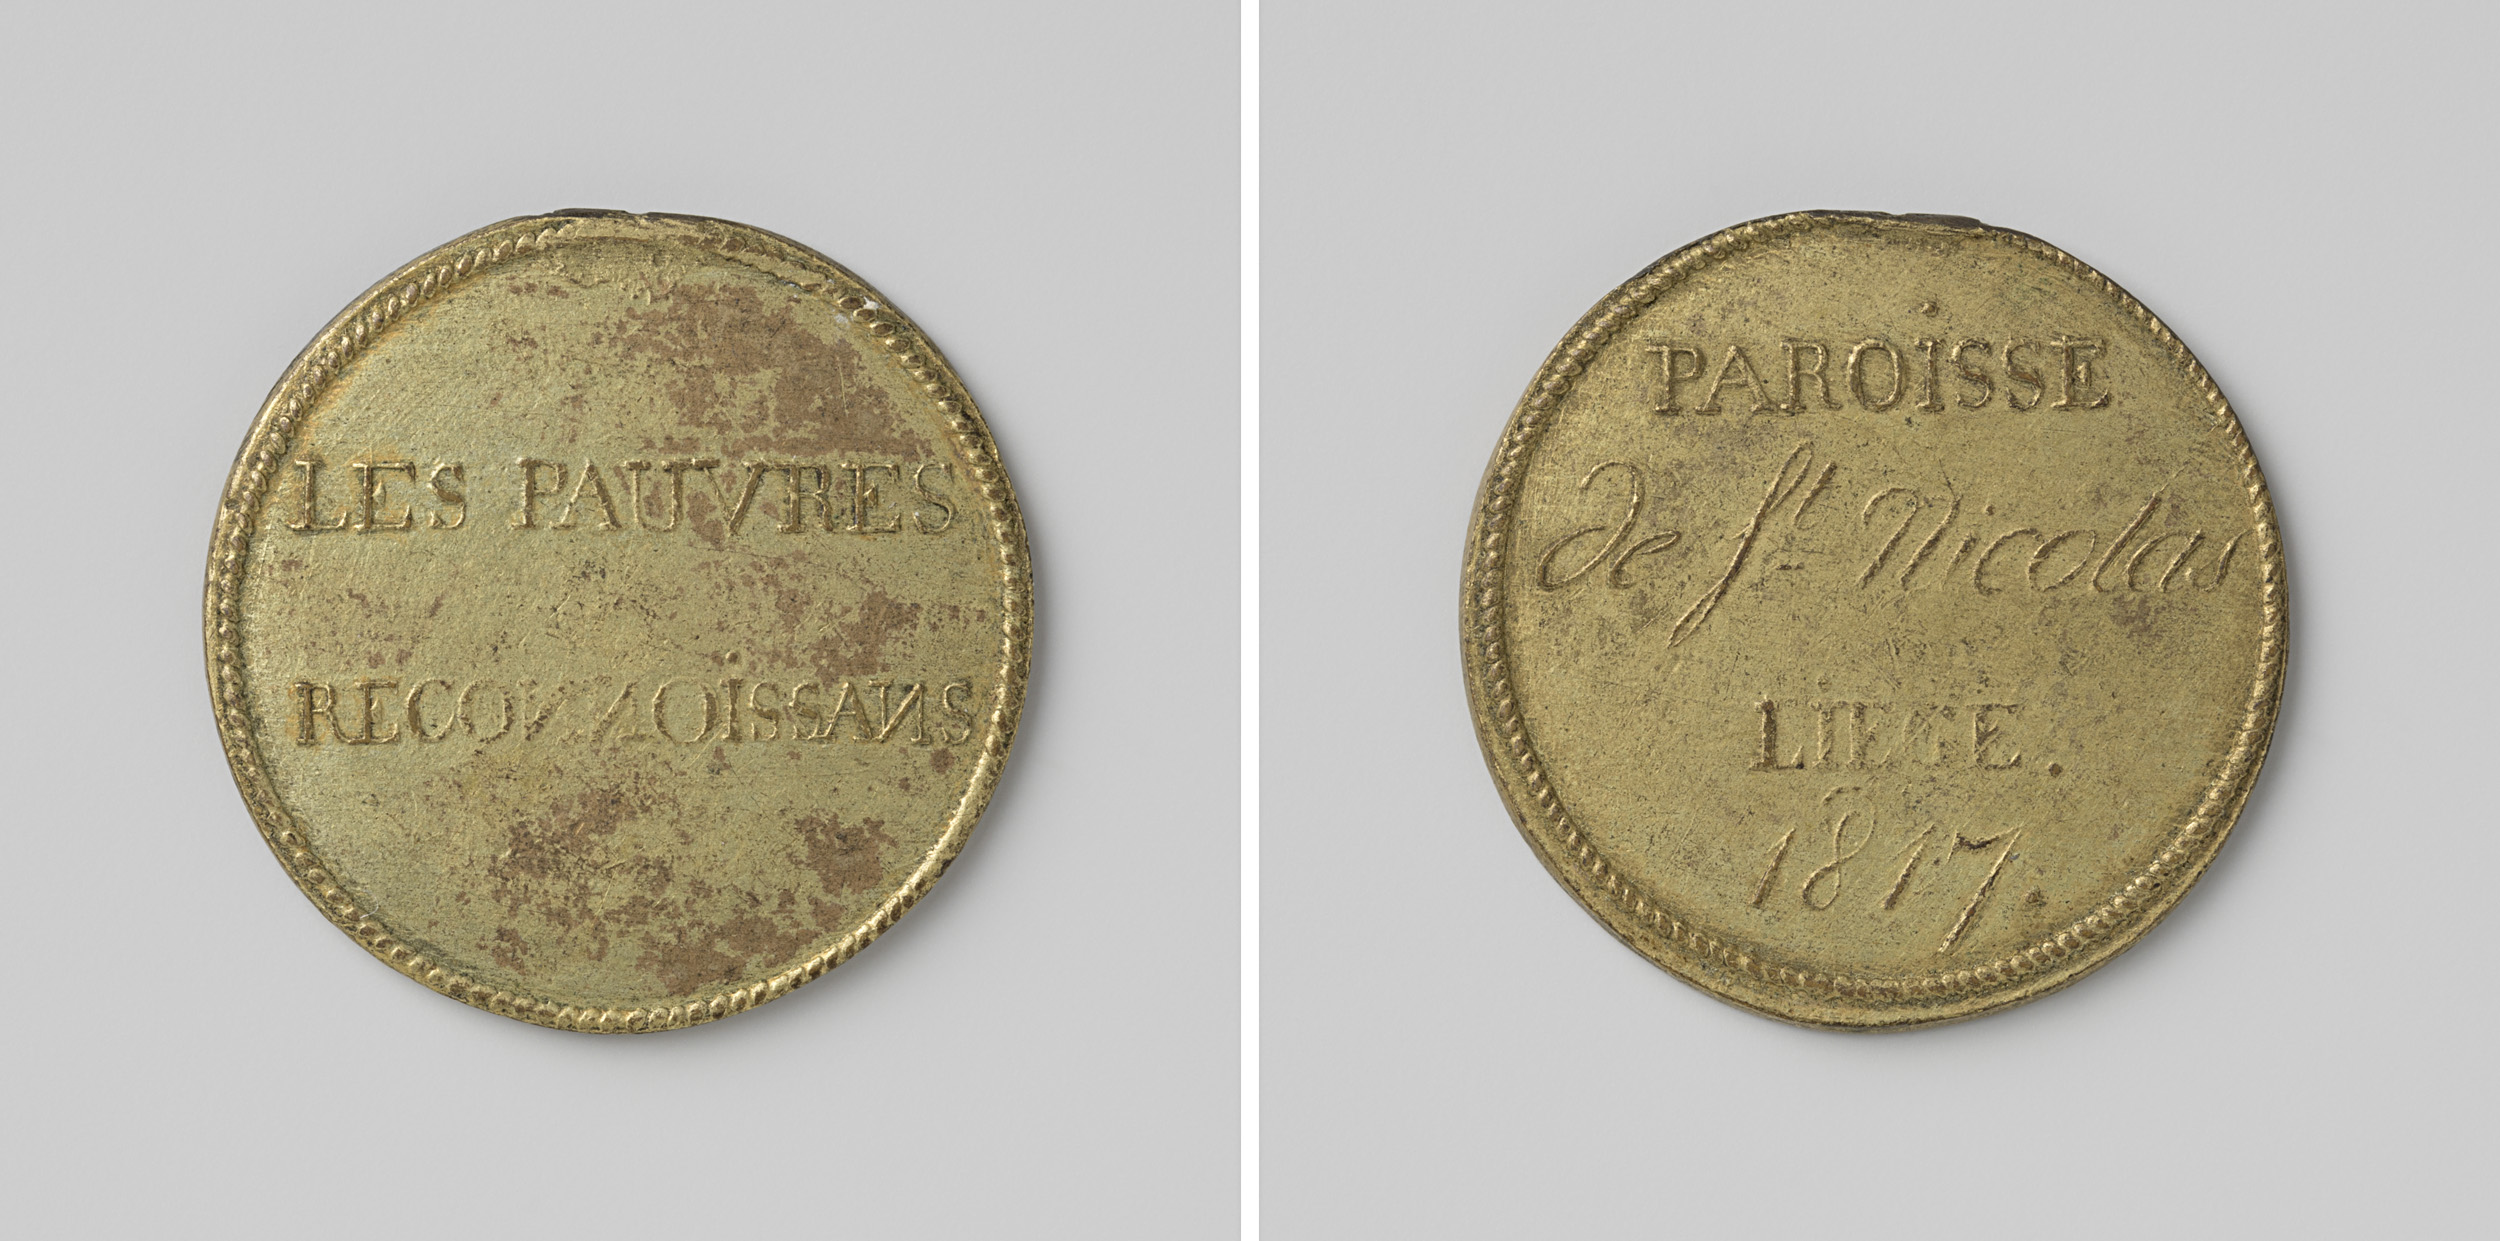 LES PAUVRES
RECONNOISSANS
PAROISSE
de St Nicolas
LIEGE.
1817.